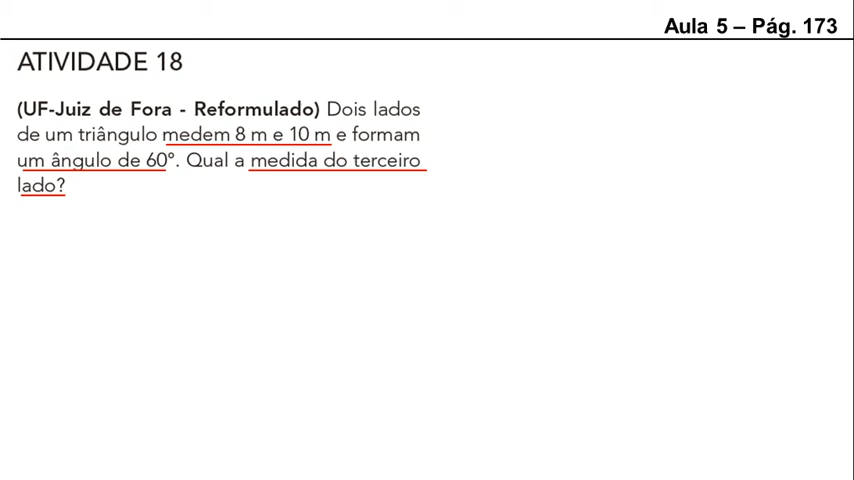 Aula 5 – Pág. 173
ATIVIDADE 18
(UF-Juiz de Fora - Reformulado) Dois lados
de um triângulo medem 8 m e 10 m e formam
um ângulo de 60°. Qual a medida do terceiro
lado?